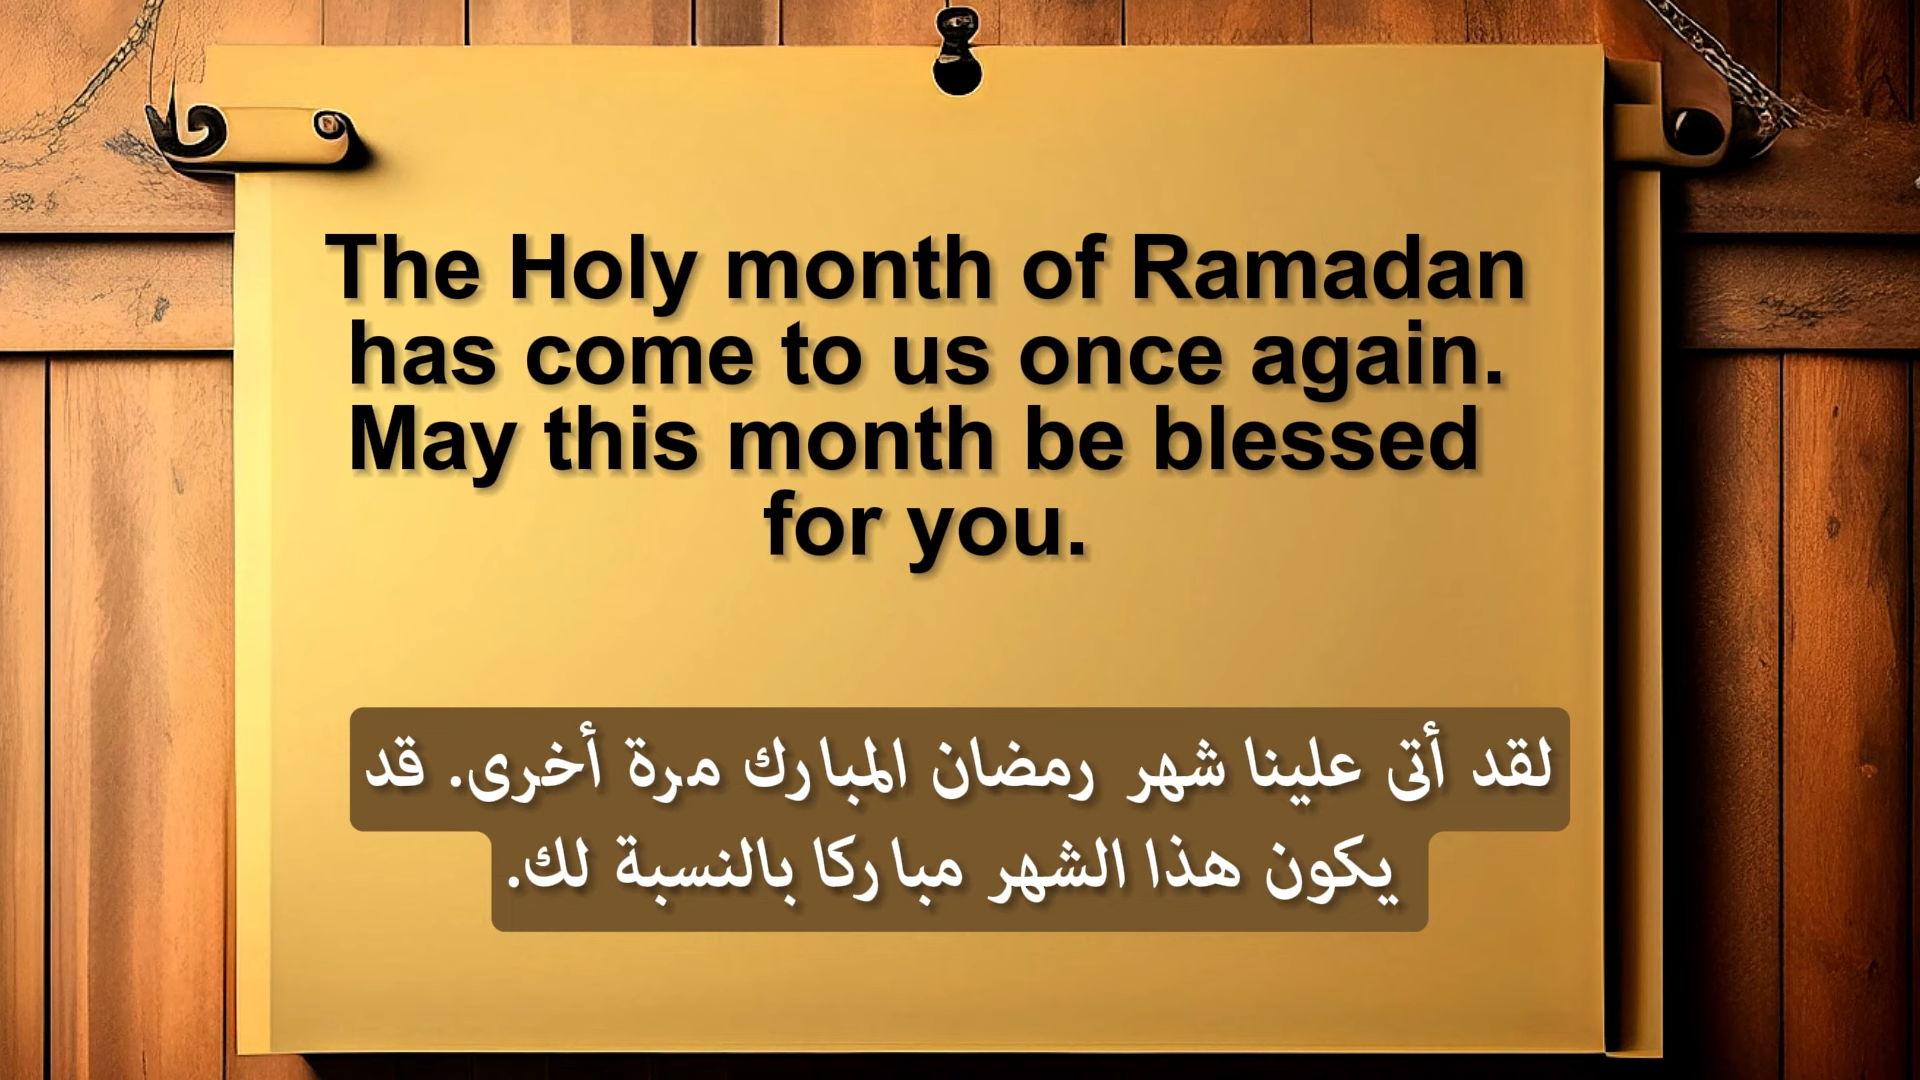 The Holy month of Ramadan
has come to us once again.
May this month be blessed
for you.
لقد أتى علينا شهر رمضان المبارك مرة أخرى. قد
يكون هذا الشهر مباركا بالنسبة لك.